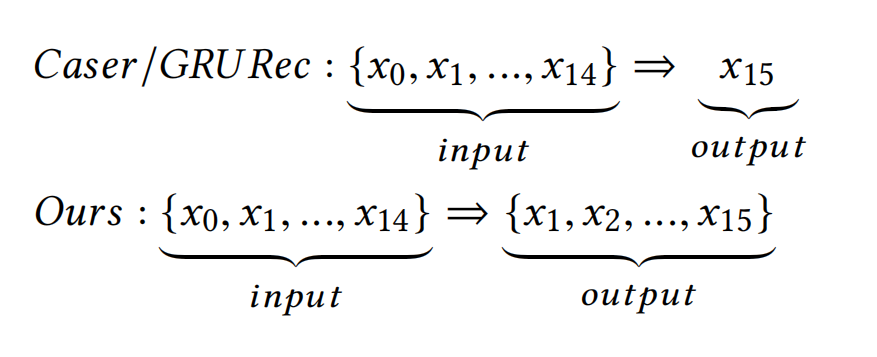 Caser/GRURec : {x₀, x₁, ..., x₁₄} ⟹ x₁₅
input output
Ours : {x₀, x₁, ..., x₁₄} ⟹ {x₁, x₂, ..., x₁₅}
input output